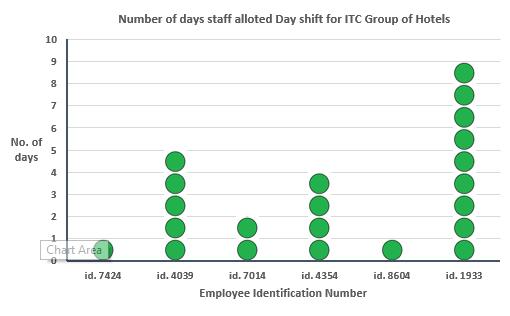 Number of days staff alloted Day shift for ITC Group of Hotels
10
9
8
7
6
5
4
3
2
1
0
No. of
days
Chart Area
id. 7424 id. 4039 id. 7014 id. 4354 id. 8604 id. 1933
Employee Identification Number